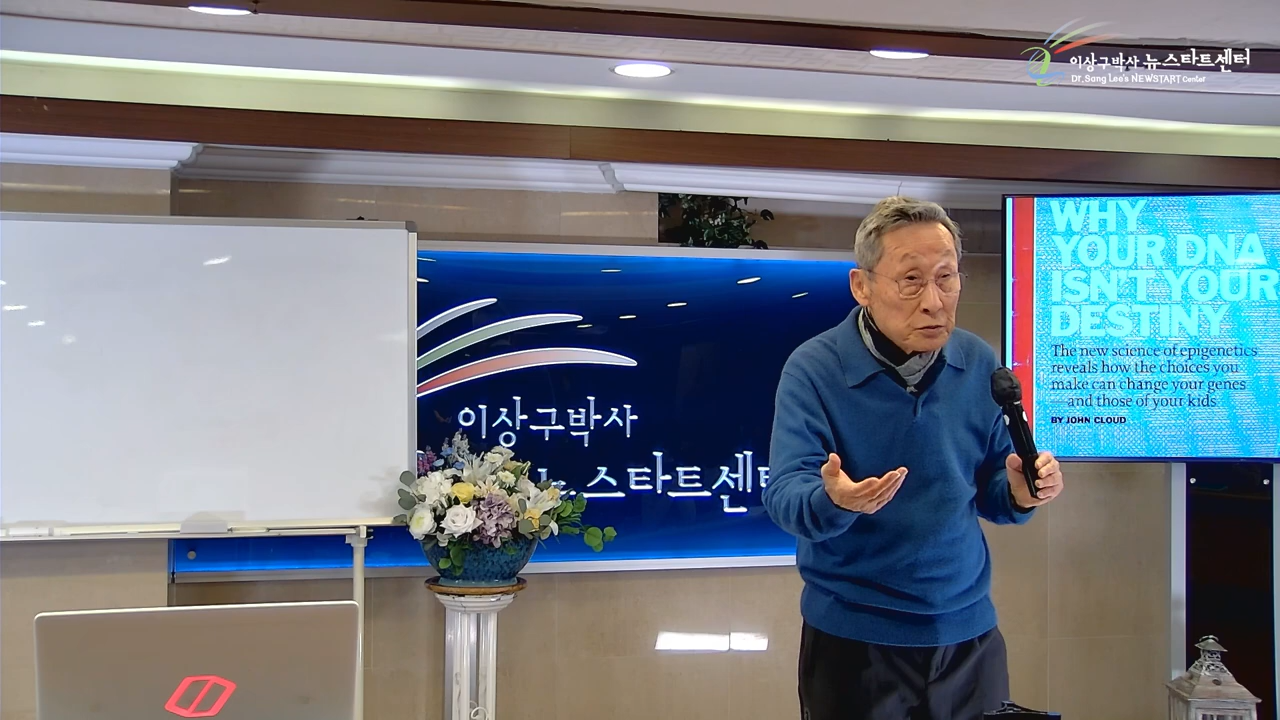 이상구박사 뉴스타트센터
Dr. Sang Lee's NEWSTART Center
WHY
YOUR DNA
ISN'T YOUR
DESTINY
The new science of epigenetics
reveals how the choices you
make can change your genes
—and those of your kids
BY JOHN CLOUD
이상구박사
뉴스타트센터